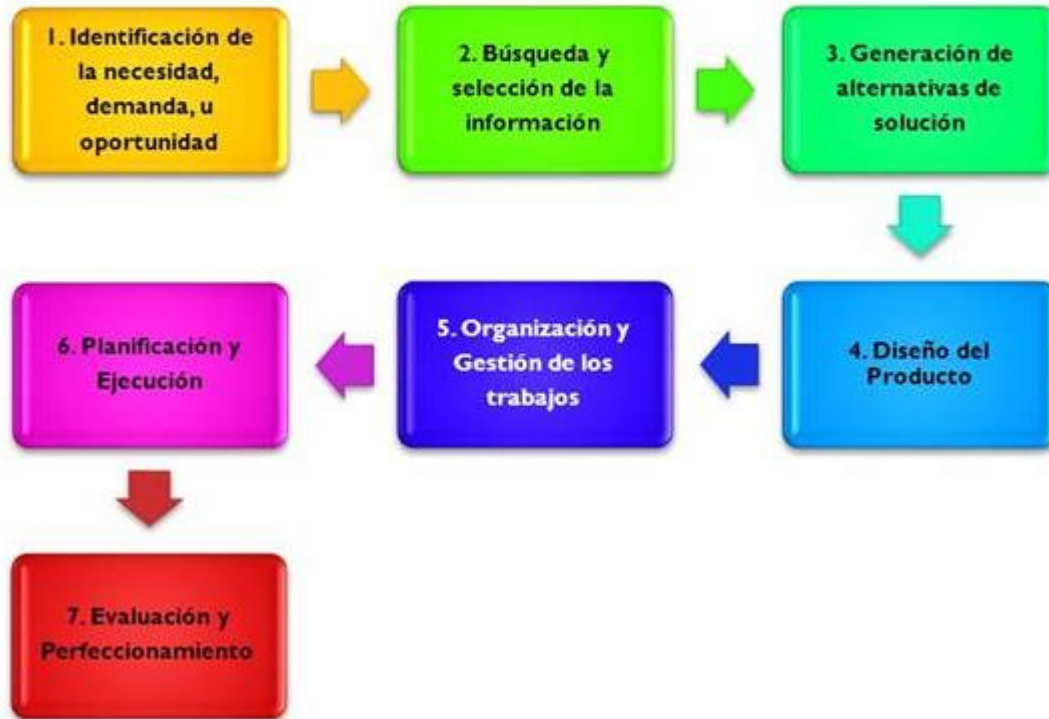 1. Identificación de
la necesidad,
demanda, u
oportunidad
2. Búsqueda y
selección de la
información
3. Generación de
alternativas de
solución
4. Diseño del
Producto
5. Organización y
Gestión de los
trabajos
6. Planificación y
Ejecución
7. Evaluación y
Perfeccionamiento